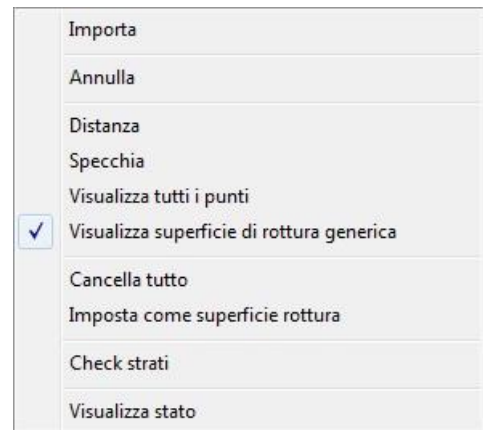 Importa
Annulla
Distanza
Specchia
Visualizza tutti i punti
Visualizza superficie di rottura generica
Cancella tutto
Imposta come superficie rottura
Check strati
Visualizza stato